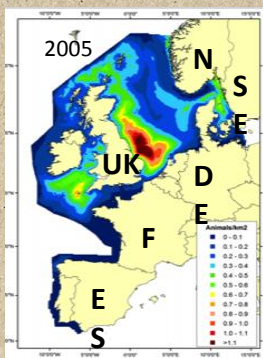 2005
N
S
E
UK
D
E
F
E
S
Animals/km2
0 - 0.1
0.1 - 0.2
0.2 - 0.3
0.3 - 0.4
0.4 - 0.5
0.5 - 0.6
0.6 - 0.7
0.7 - 0.8
0.8 - 0.9
0.9 - 1.0
1.0 - 1.1
>1.1